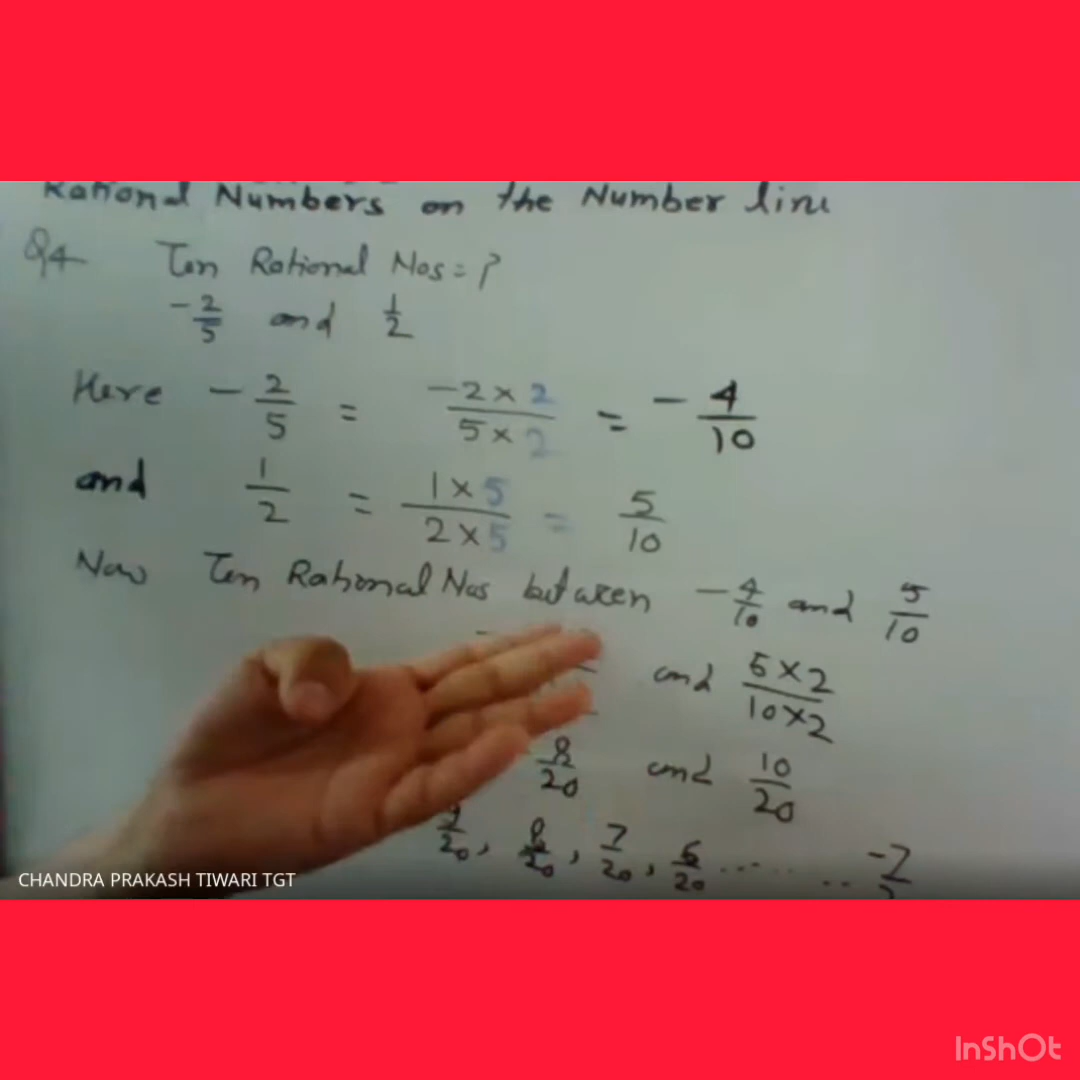 Rational Numbers on the Number line
Q4 Ten Rational Nos = ?
-2/5 and 1/2
Here -2/5 = -2×2/5×2 = -4/10
and 1/2 = 1×5/2×5 = 5/10
Now Ten Rational Nos between -4/10 and 5/10
and 5×2/10×2
8/20 and 10/20
/20, 8/20, 7/20, 6/20 ..... .. -7/
CHANDRA PRAKASH TIWARI TGT
InShOt